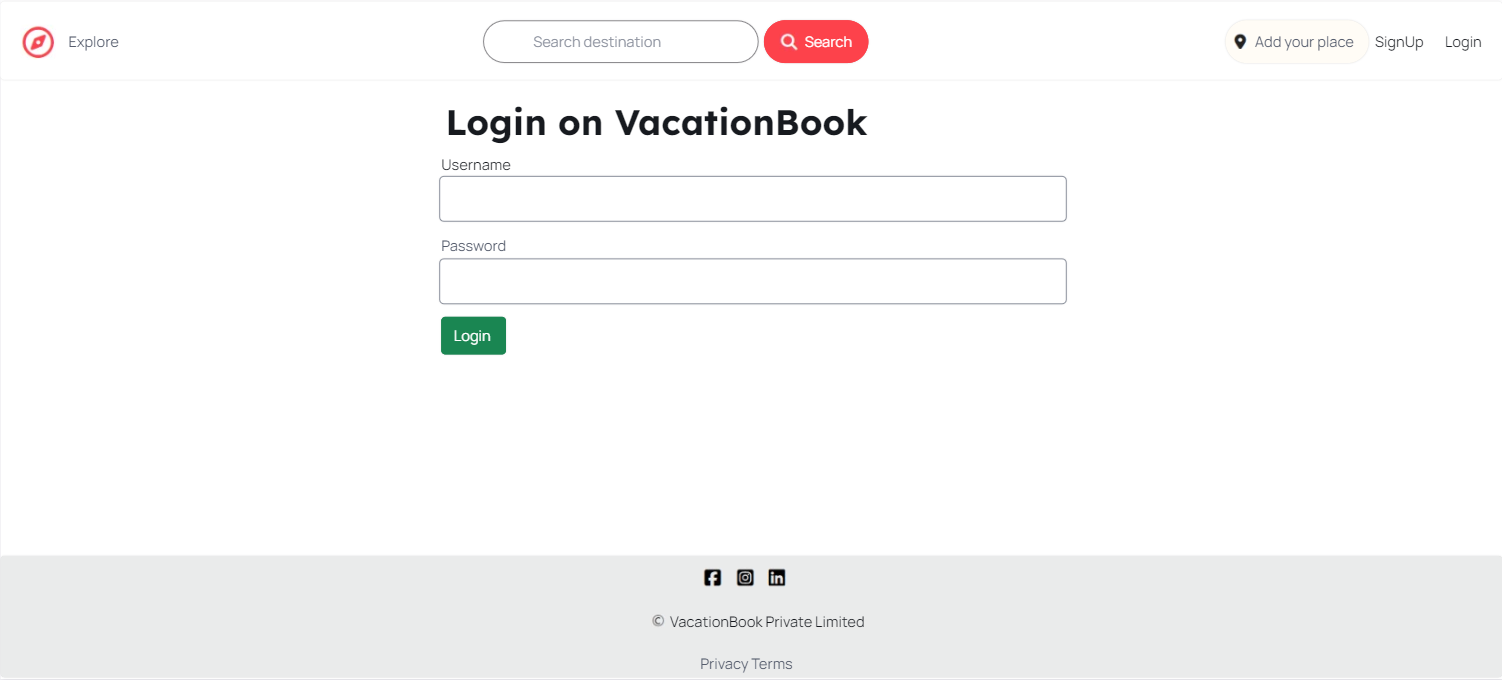 Explore
Search destination
Search
Add your place
SignUp
Login
Login on VacationBook
Username
Password
Login
© VacationBook Private Limited
Privacy Terms